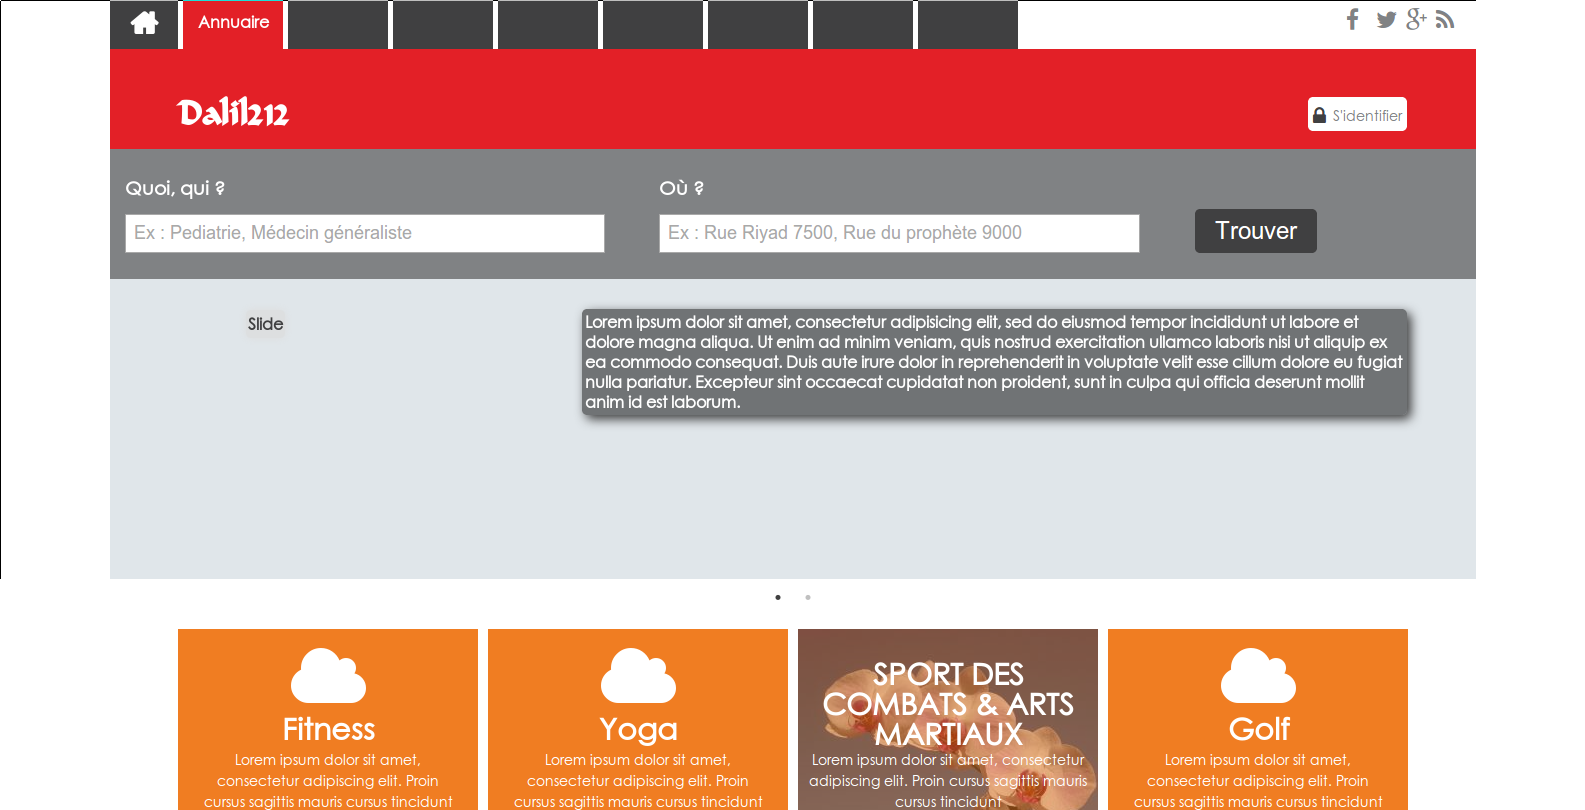 Annuaire
Dalil212
S'identifier
Quoi, qui ?
Où ?
Ex : Pediatrie, Médecin généraliste
Ex : Rue Riyad 7500, Rue du prophète 9000
Trouver
Slide
Lorem ipsum dolor sit amet, consectetur adipisicing elit, sed do eiusmod tempor incididunt ut labore et
dolore magna aliqua. Ut enim ad minim veniam, quis nostrud exercitation ullamco laboris nisi ut aliquip ex
ea commodo consequat. Duis aute irure dolor in reprehenderit in voluptate velit esse cillum dolore eu fugiat
nulla pariatur. Excepteur sint occaecat cupidatat non proident, sunt in culpa qui officia deserunt mollit
anim id est laborum.
Fitness
Lorem ipsum dolor sit amet,
consectetur adipiscing elit. Proin
cursus sagittis mauris cursus tincidunt
Yoga
Lorem ipsum dolor sit amet,
consectetur adipiscing elit. Proin
cursus sagittis mauris cursus tincidunt
SPORT DES
COMBATS & ARTS
MARTIAUX
Lorem ipsum dolor sit amet, consectetur
adipiscing elit. Proin cursus sagittis mauris
cursus tincidunt
Golf
Lorem ipsum dolor sit amet,
consectetur adipiscing elit. Proin
cursus sagittis mauris cursus tincidunt